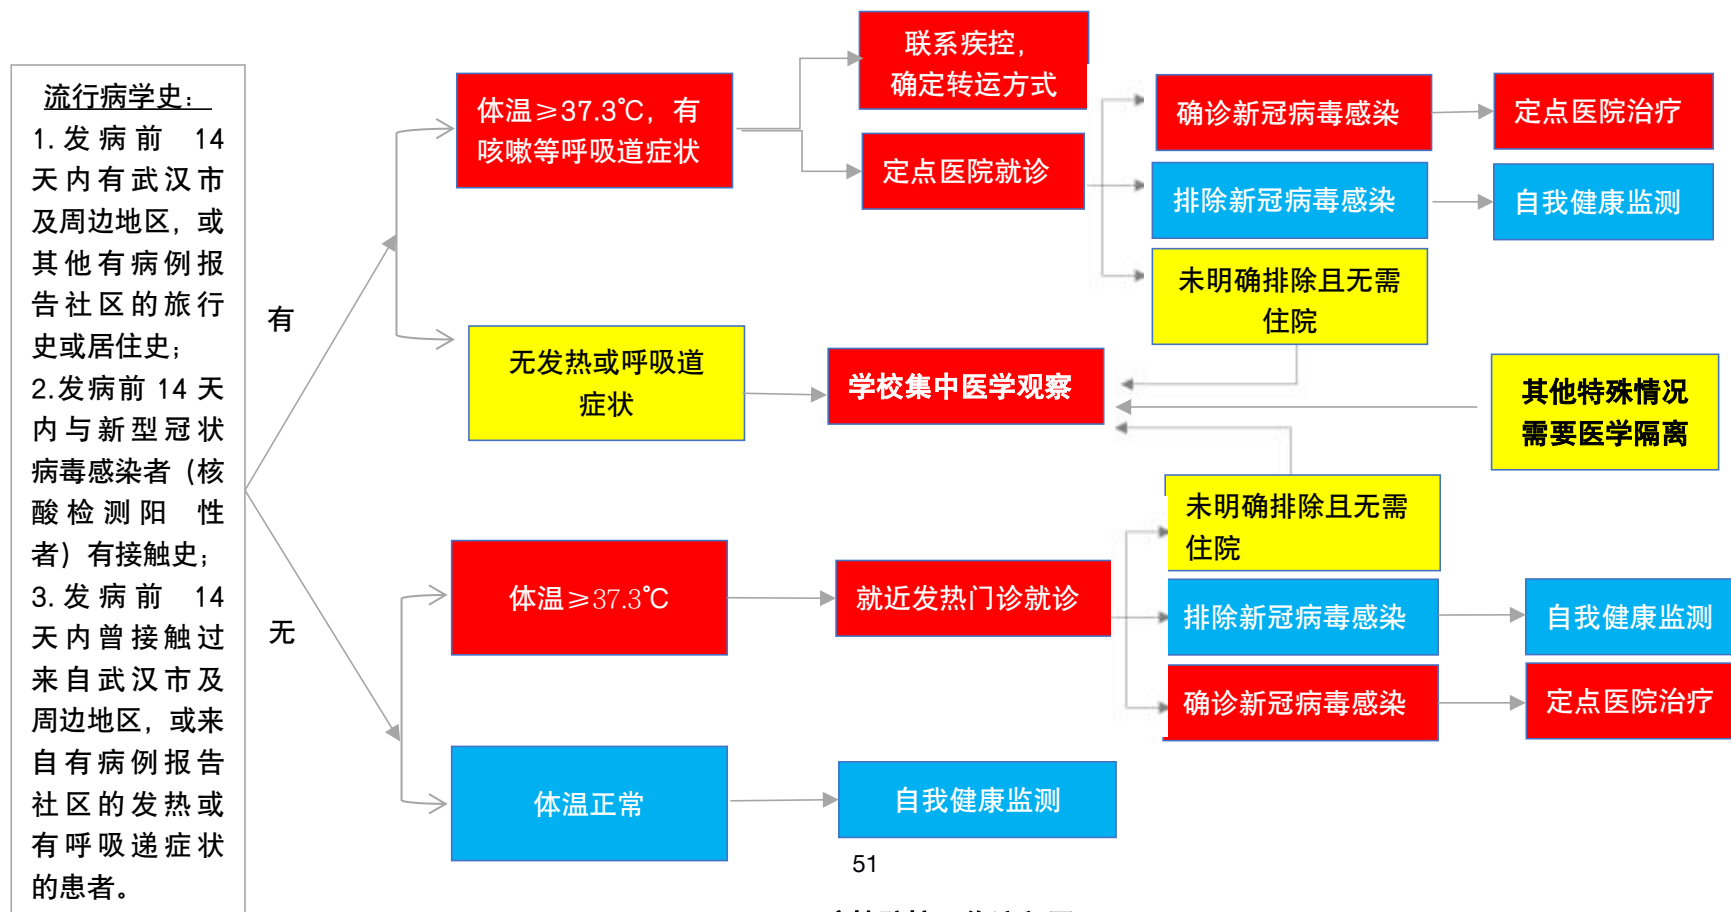 流行病学史：
1.发病前 14
天内有武汉市
及周边地区，或
其他有病例报
告社区的旅行
史或居住史；
2.发病前 14 天
内与新型冠状
病毒感染者（核
酸检测阳 性
者）有接触史；
3.发病前 14
天内曾接触过
来自武汉市及
周边地区，或来
自有病例报告
社区的发热或
有呼吸递症状
的患者。
有
无
体温≥37.3℃，有
咳嗽等呼吸道症状
联系疾控，
确定转运方式
定点医院就诊
确诊新冠病毒感染
定点医院治疗
排除新冠病毒感染
自我健康监测
未明确排除且无需
住院
无发热或呼吸道
症状
学校集中医学观察
其他特殊情况
需要医学隔离
未明确排除且无需
住院
体温≥37.3℃
就近发热门诊就诊
排除新冠病毒感染
自我健康监测
确诊新冠病毒感染
定点医院治疗
体温正常
自我健康监测
51